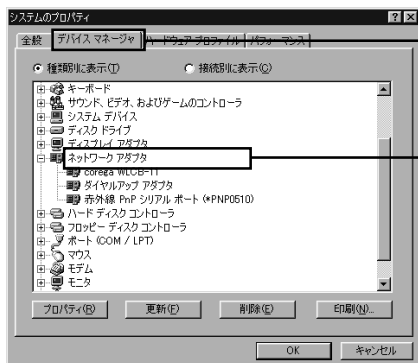 システムのプロパティ
全般 デバイス マネージャ ハードウェア プロファイル パフォーマンス
種類別に表示(T) 接続別に表示(C)
キーボード
サウンド、ビデオ、およびゲームのコントローラ
システム デバイス
ディスク ドライブ
ディスプレイ アダプタ
ネットワーク アダプタ
corega WLCB-11
ダイヤルアップ アダプタ
赤外線 PnP シリアル ポート (*PNP0510)
ハード ディスク コントローラ
フロッピー ディスク コントローラ
ポート (COM / LPT)
マウス
モデム
モニタ
プロパティ(R) 更新(F) 削除(E) 印刷(N)...
OK キャンセル